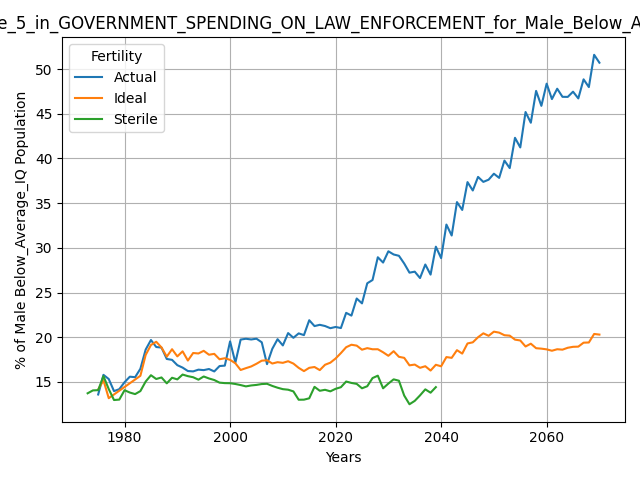 e_5_in_GOVERNMENT_SPENDING_ON_LAW_ENFORCEMENT_for_Male_Below_A
Fertility
Actual
Ideal
Sterile
% of Male Below_Average_IQ Population
50
45
40
35
30
25
20
15
1980 2000 2020 2040 2060
Years